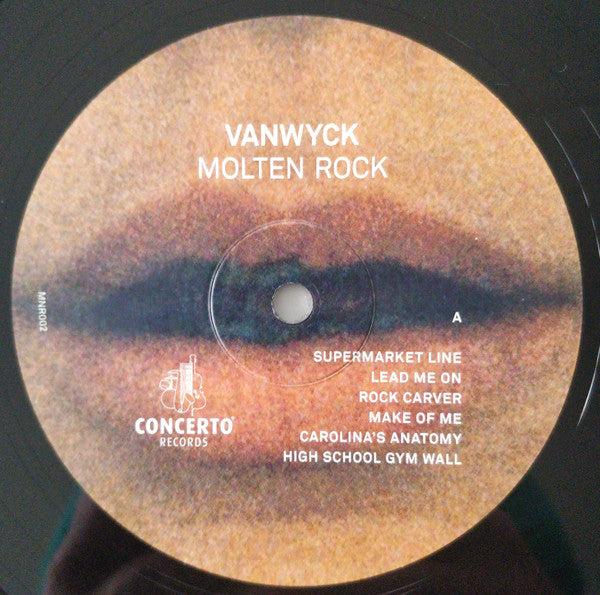 VANWYCK
MOLTEN ROCK
MNR002
A
SUPERMARKET LINE
LEAD ME ON
ROCK CARVER
MAKE OF ME
CAROLINA'S ANATOMY
HIGH SCHOOL GYM WALL
CONCERTO
RECORDS